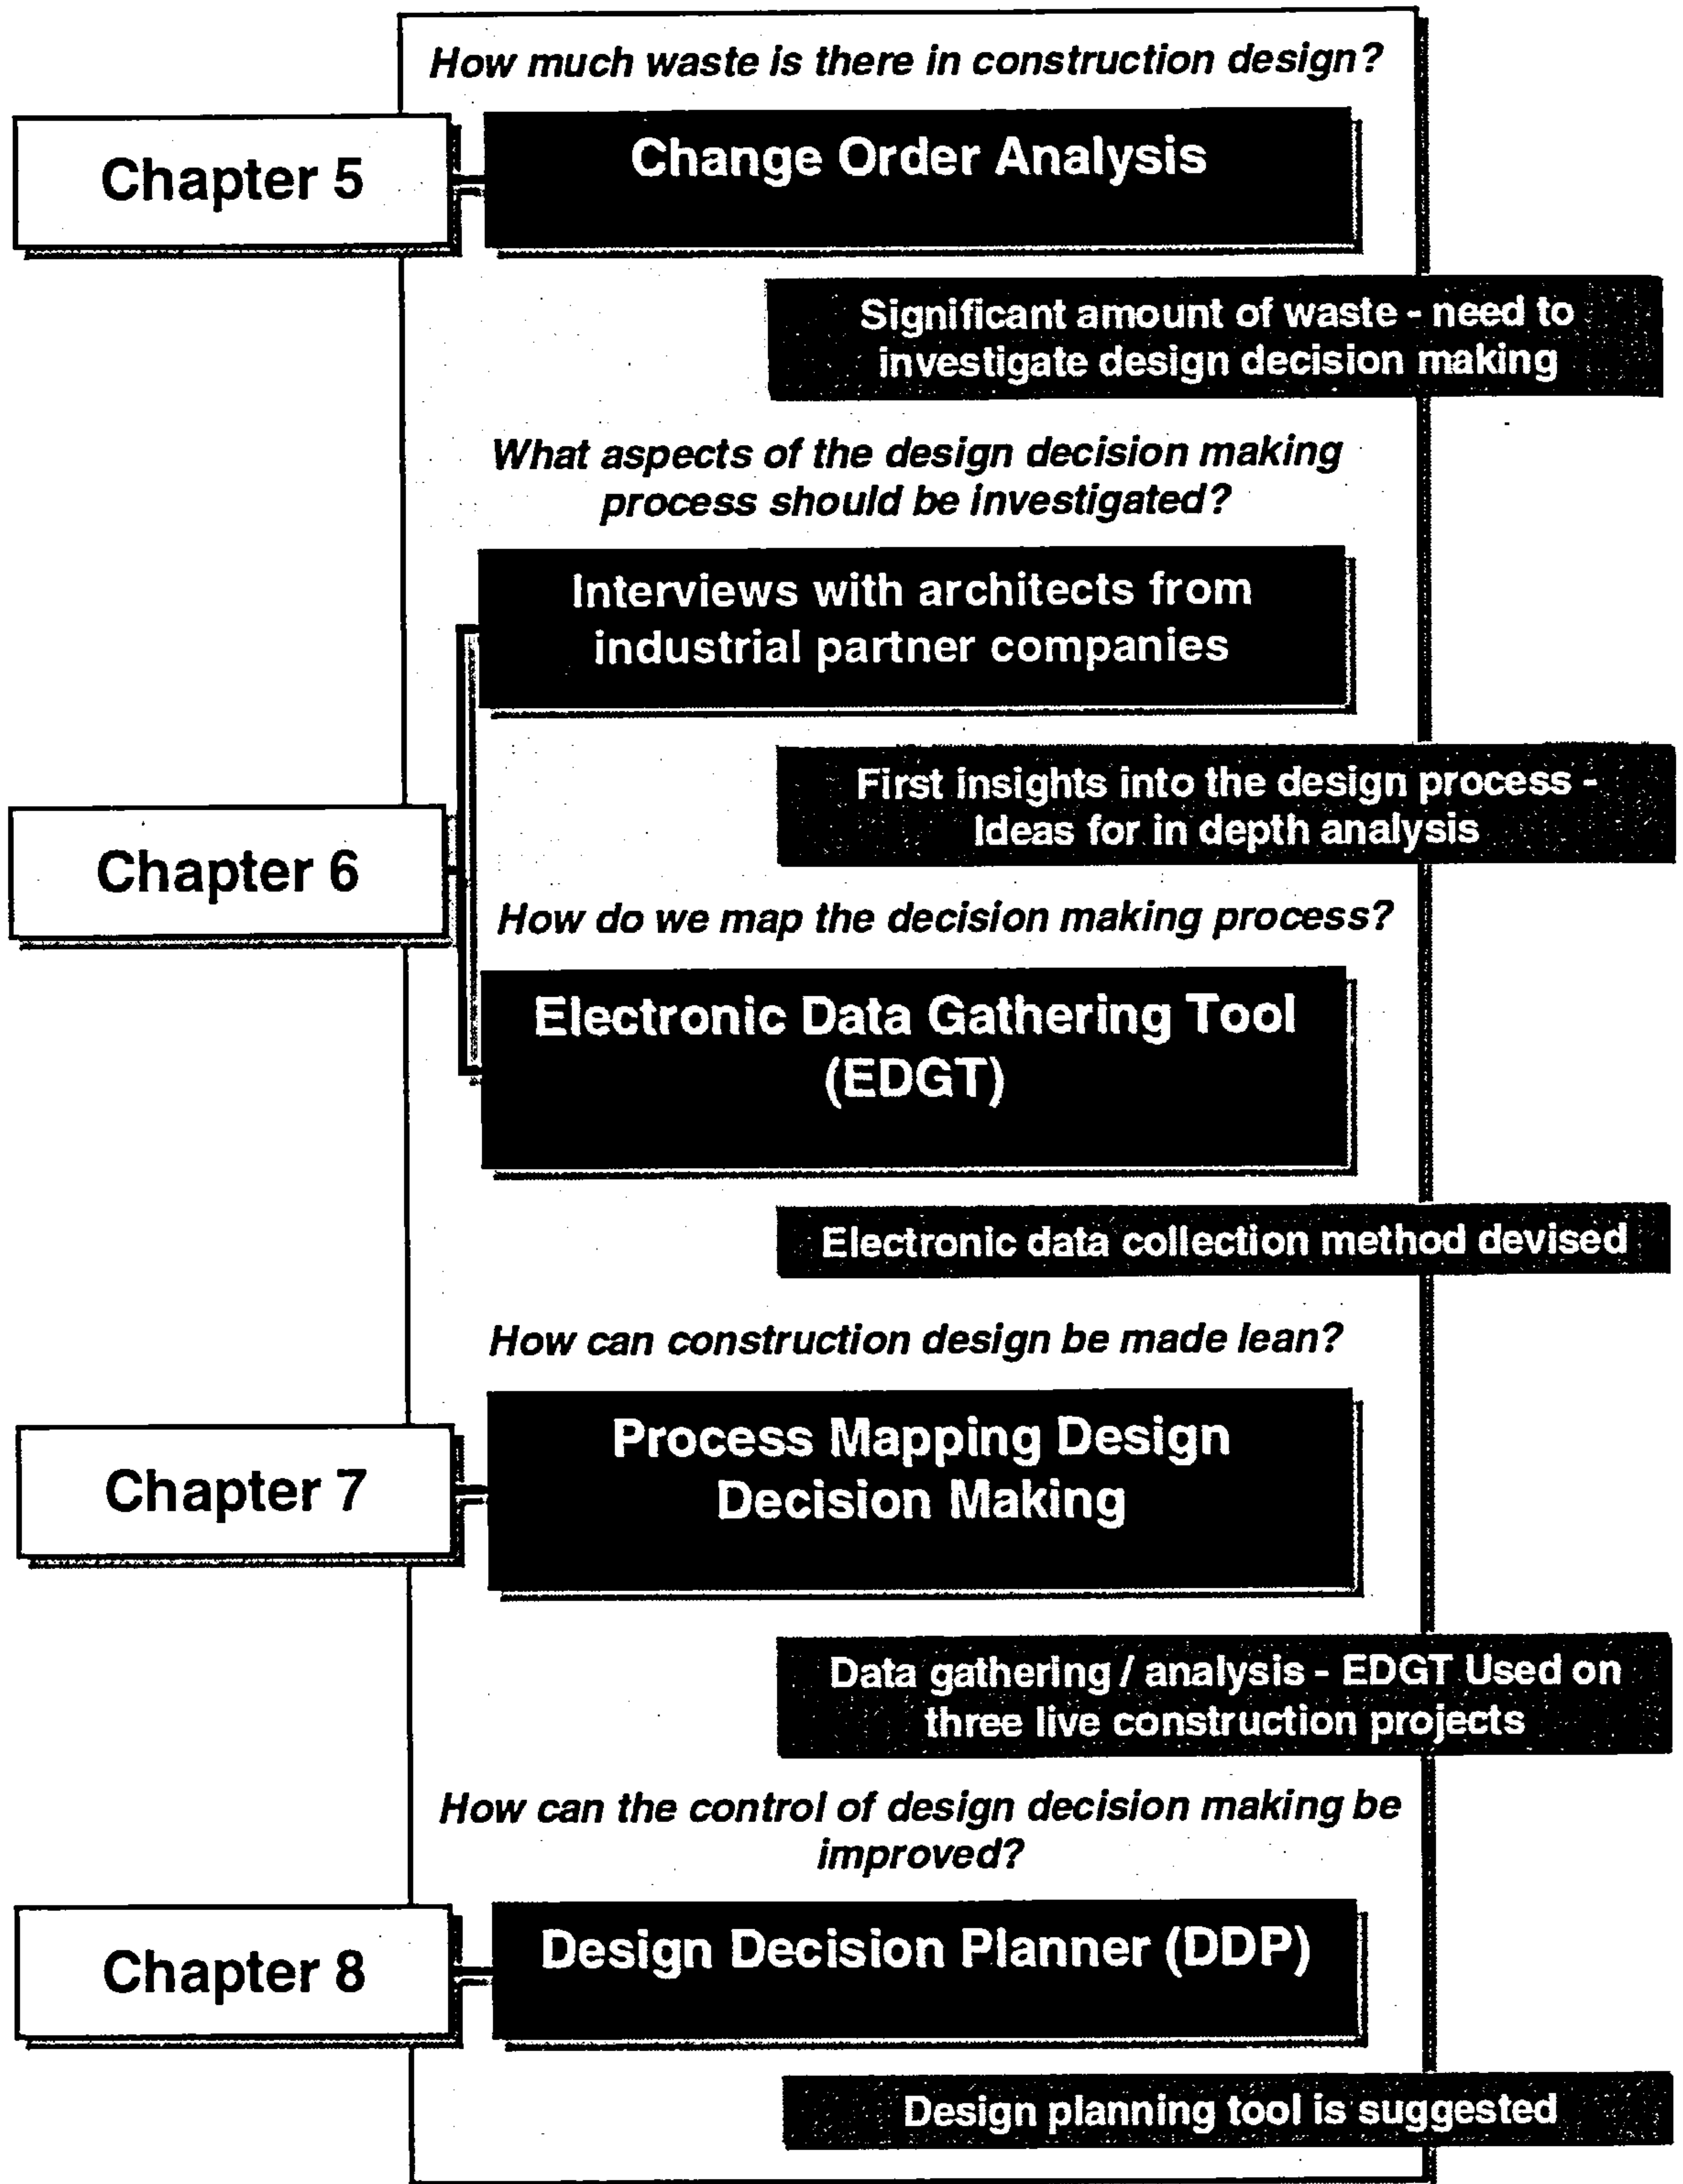 How much waste is there in construction design?
Chapter 5
Change Order Analysis
Significant amount of waste - need to
investigate design decision making
What aspects of the design decision making
process should be investigated?
Interviews with architects from
industrial partner companies
First insights into the design process -
Ideas for in depth analysis
Chapter 6
How do we map the decision making process?
Electronic Data Gathering Tool
(EDGT)
Electronic data collection method devised
How can construction design be made lean?
Chapter 7
Process Mapping Design
Decision Making
Data gathering / analysis - EDGT Used on
three live construction projects
How can the control of design decision making be
improved?
Chapter 8
Design Decision Planner (DDP)
Design planning tool is suggested